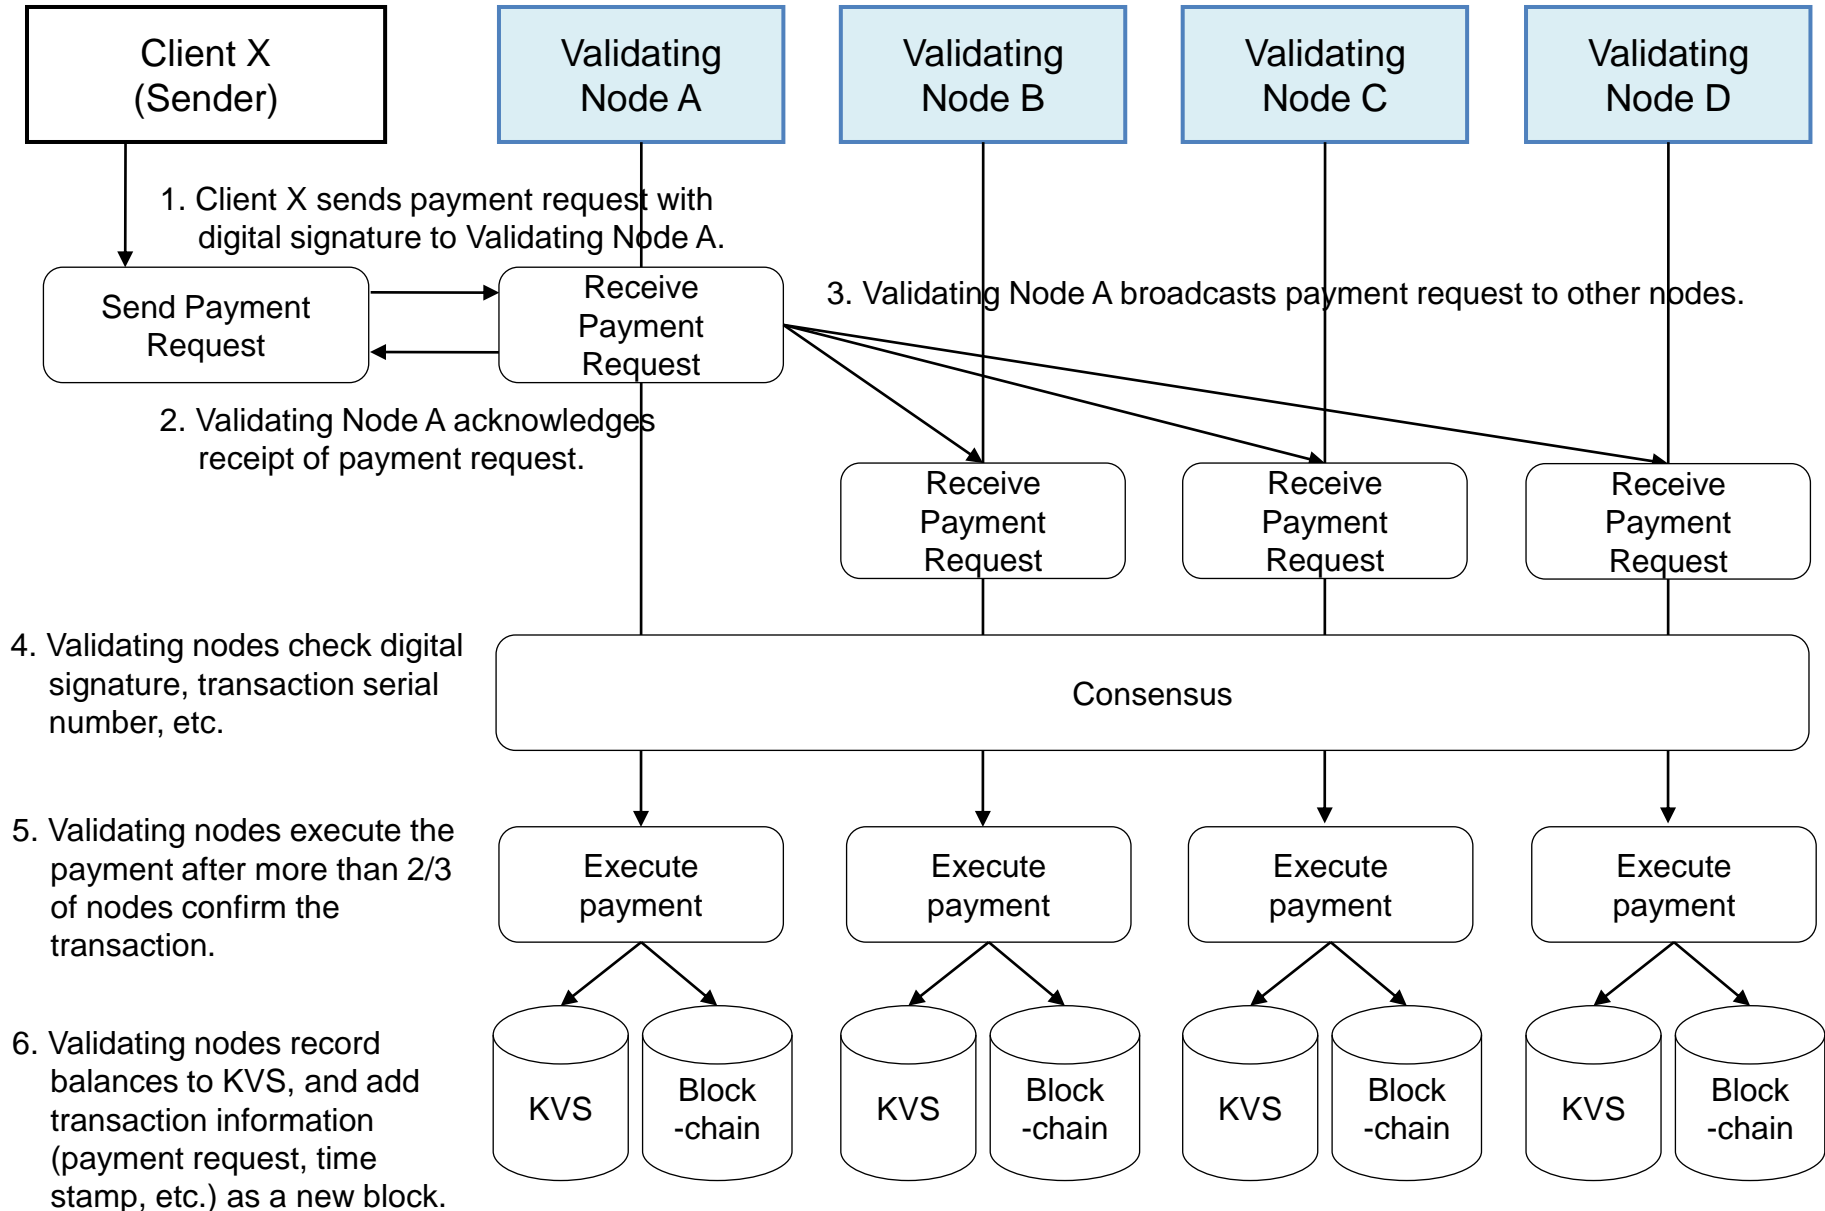 Client X
(Sender)
Validating
Node A
Validating
Node B
Validating
Node C
Validating
Node D
1. Client X sends payment request with
digital signature to Validating Node A.
Send Payment
Request
Receive
Payment
Request
3. Validating Node A broadcasts payment request to other nodes.
2. Validating Node A acknowledges
receipt of payment request.
Receive
Payment
Request
Receive
Payment
Request
Receive
Payment
Request
4. Validating nodes check digital
signature, transaction serial
number, etc.
Consensus
5. Validating nodes execute the
payment after more than 2/3
of nodes confirm the
transaction.
Execute
payment
Execute
payment
Execute
payment
Execute
payment
6. Validating nodes record
balances to KVS, and add
transaction information
(payment request, time
stamp, etc.) as a new block.
KVS
Block
-chain
KVS
Block
-chain
KVS
Block
-chain
KVS
Block
-chain